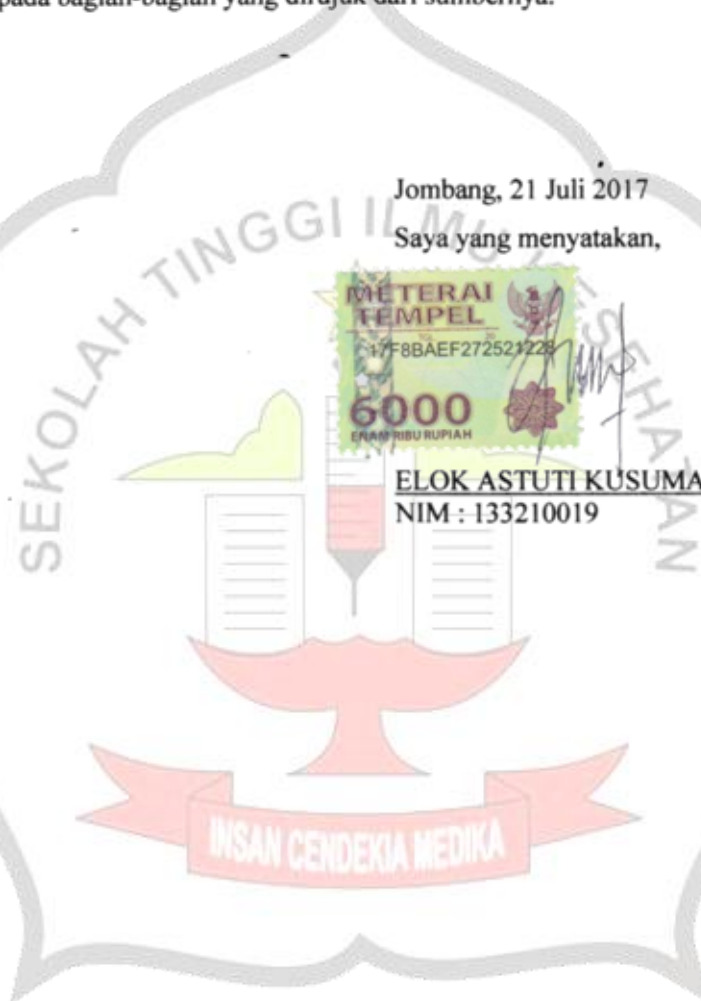 pada bagian-bagian yang dirujuk dari sumbernya.
Jombang, 21 Juli 2017
Saya yang menyatakan,
METERAI
TEMPEL
17F8BAEF272521228
6000
ENAM RIBU RUPIAH
ELOK ASTUTI KUSUMA
NIM : 133210019
SEKOLAH TINGGI ILMU KESEHATAN
INSAN CENDEKIA MEDIKA